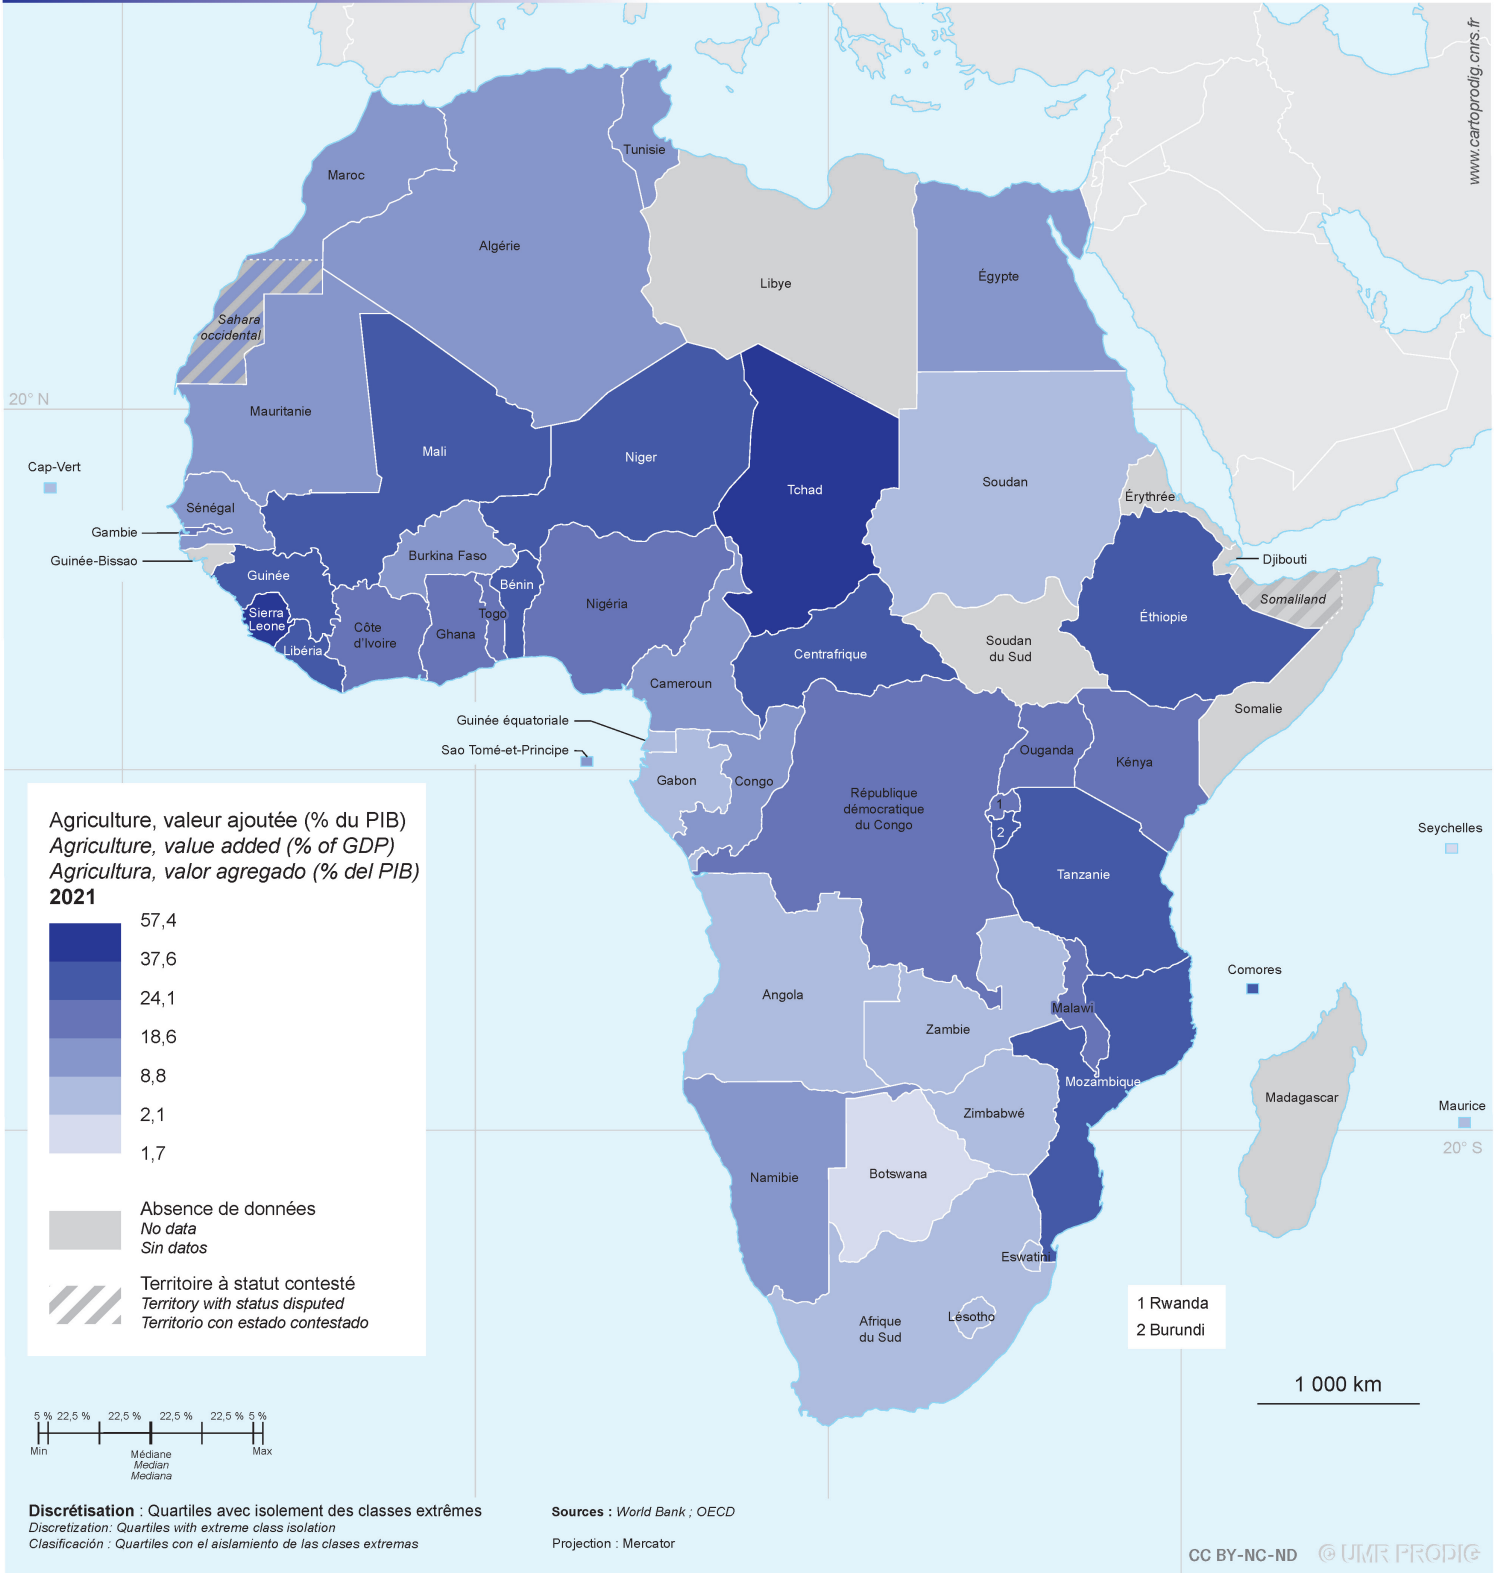 www.cartoprodig.cnrs.fr
Tunisie
Maroc
Algérie
Libye
Égypte
Sahara
occidental
20° N
Mauritanie
Mali
Niger
Cap-Vert
Tchad
Soudan
Érythrée
Sénégal
Gambie
Guinée-Bissao
Burkina Faso
Djibouti
Guinée
Bénin
Somaliland
Sierra
Leone
Togo
Nigéria
Éthiopie
Côte
d'Ivoire
Ghana
Libéria
Soudan
du Sud
Centrafrique
Cameroun
Somalie
Guinée équatoriale
Sao Tomé-et-Principe
Ouganda
Kénya
Gabon
Congo
République
démocratique
du Congo
1
2
Seychelles
Tanzanie
Comores
Angola
Malawi
Zambie
Mozambique
Madagascar
Maurice
Zimbabwé
20° S
Namibie
Botswana
Eswatini
Lésotho
Afrique
du Sud
Agriculture, valeur ajoutée (% du PIB)
Agriculture, value added (% of GDP)
Agricultura, valor agregado (% del PIB)
2021
57,4
37,6
24,1
18,6
8,8
2,1
1,7
Absence de données
No data
Sin datos
Territoire à statut contesté
Territory with status disputed
Territorio con estado contestado
1 Rwanda
2 Burundi
1 000 km
5 % 22,5 % 22,5 % 22,5 % 22,5 % 5 %
Min Médiane Max
Median
Mediana
Discrétisation : Quartiles avec isolement des classes extrêmes
Discretization: Quartiles with extreme class isolation
Clasificación : Quartiles con el aislamiento de las clases extremas
Sources : World Bank ; OECD
Projection : Mercator
CC BY-NC-ND © UMR PRODIG